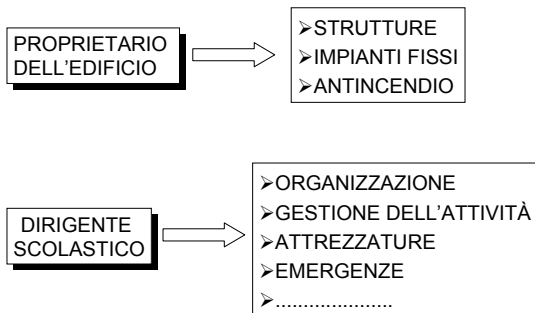 PROPRIETARIO
DELL'EDIFICIO
➢STRUTTURE
➢IMPIANTI FISSI
➢ANTINCENDIO
DIRIGENTE
SCOLASTICO
➢ORGANIZZAZIONE
➢GESTIONE DELL'ATTIVITÀ
➢ATTREZZATURE
➢EMERGENZE
➢.....................